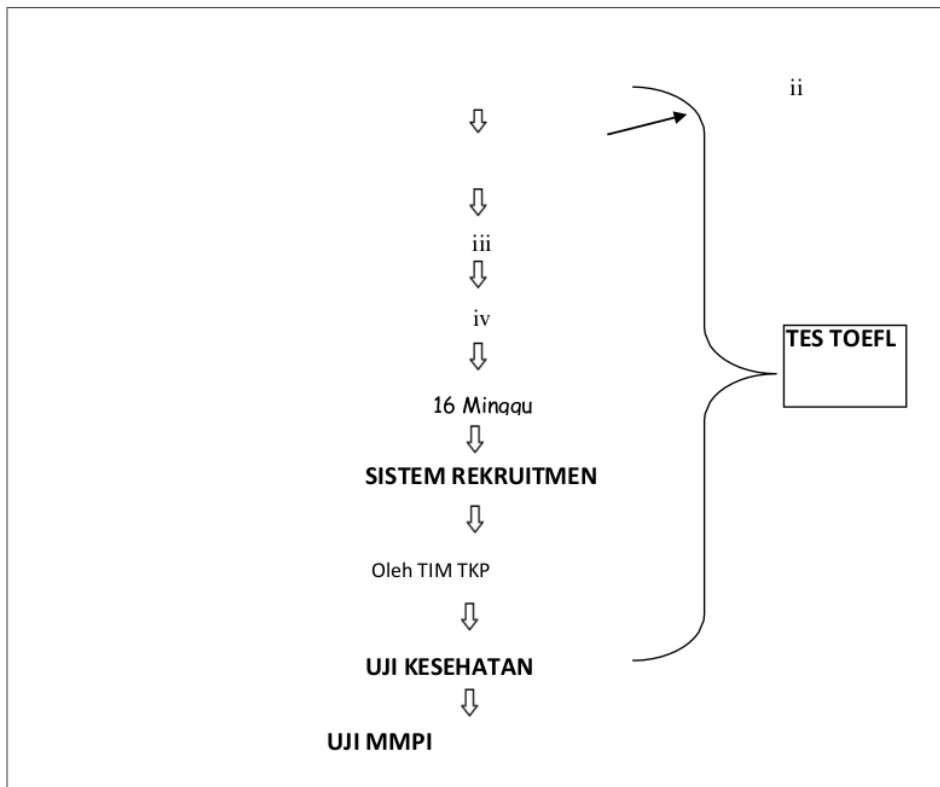 ii
iii
iv
TES TOEFL
16 Minggu
SISTEM REKRUITMEN
Oleh TIM TKP
UJI KESEHATAN
UJI MMPI